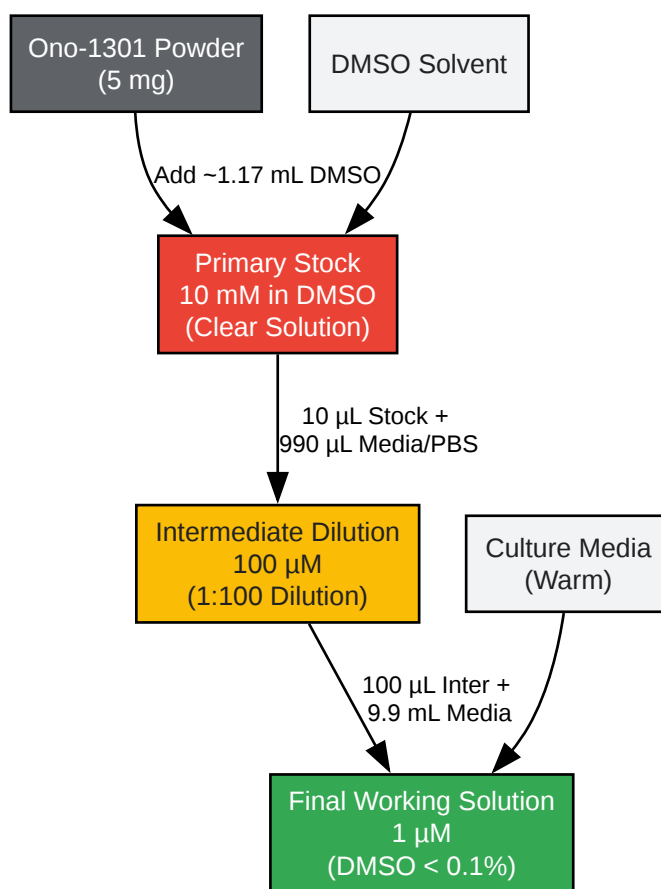 Ono-1301 Powder
(5 mg)
DMSO Solvent
Add ~1.17 mL DMSO
Primary Stock
10 mM in DMSO
(Clear Solution)
10 µL Stock +
990 µL Media/PBS
Intermediate Dilution
100 µM
(1:100 Dilution)
Culture Media
(Warm)
100 µL Inter +
9.9 mL Media
Final Working Solution
1 µM
(DMSO < 0.1%)